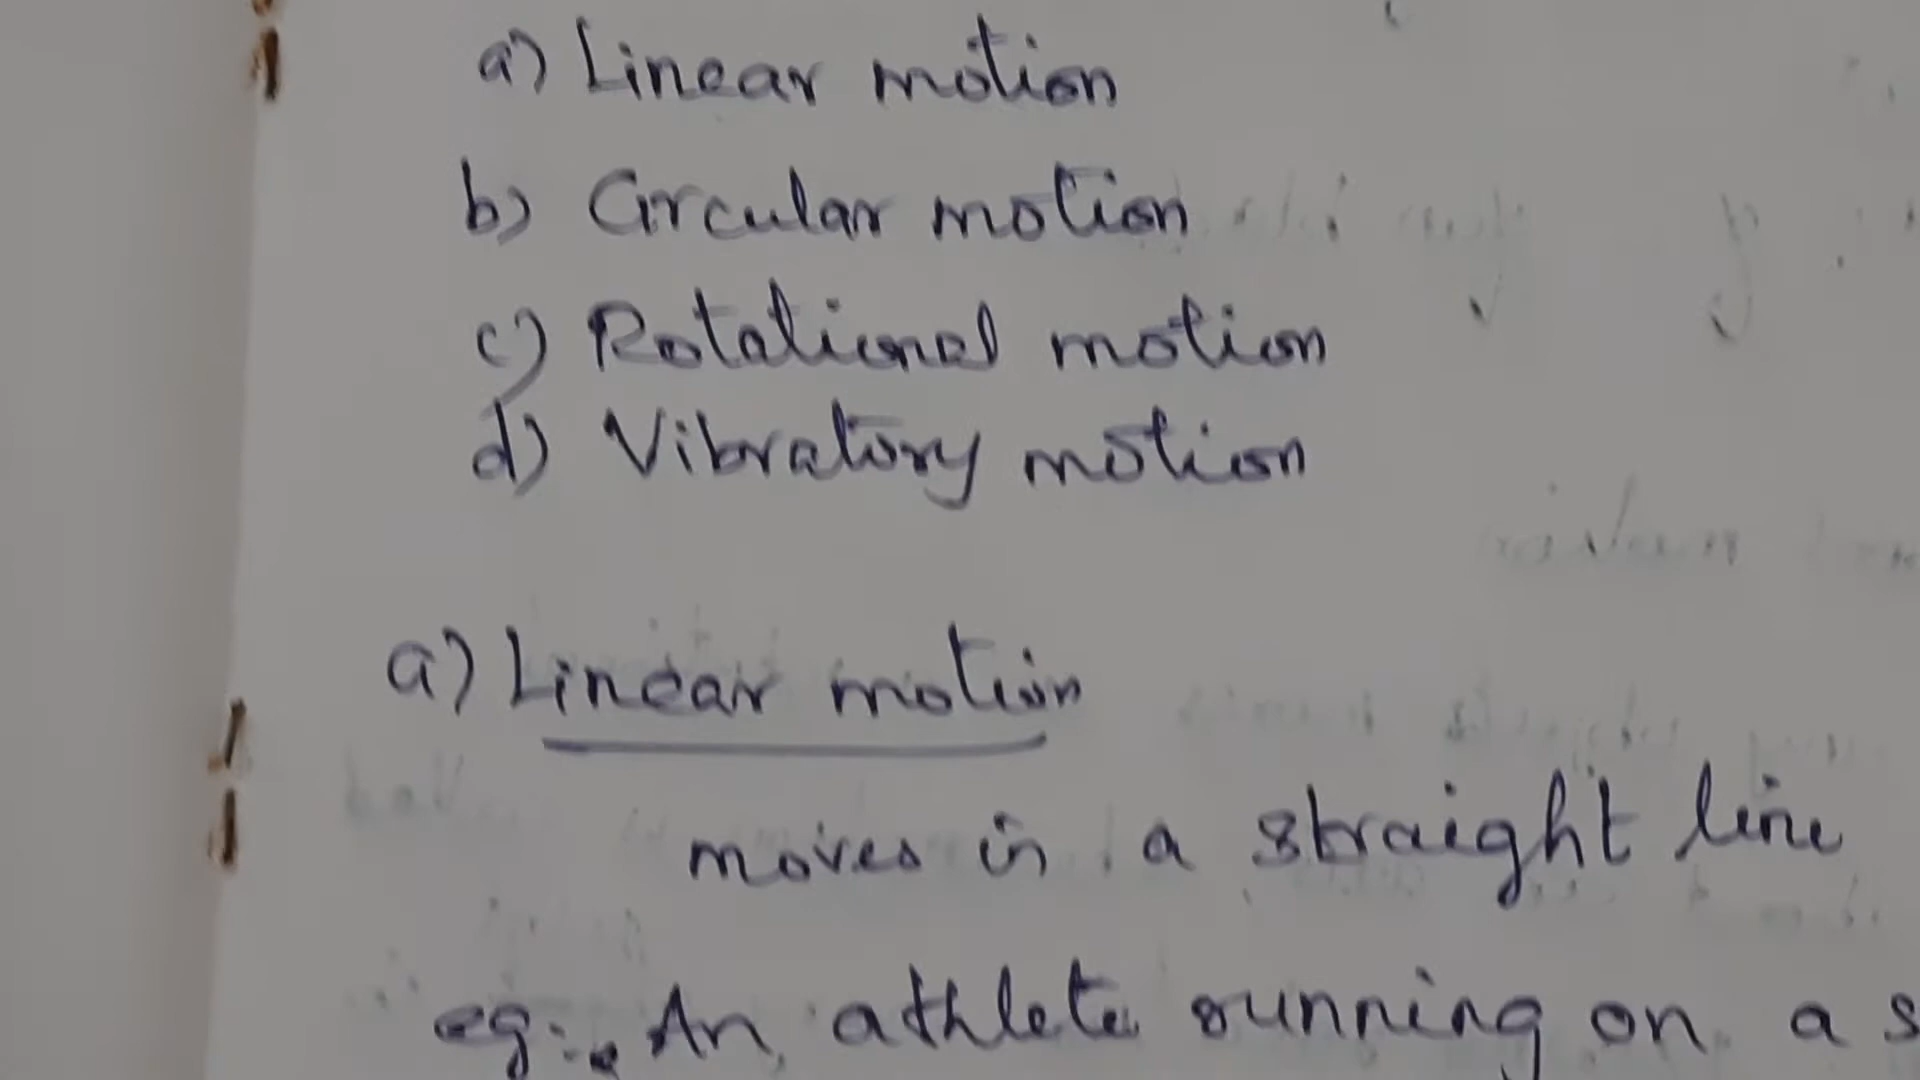 a) Linear motion
b) Circular motion
c) Rotational motion
d) Vibratory motion
a) Linear motion
moves in a straight line
eg:. An athlete running on a s